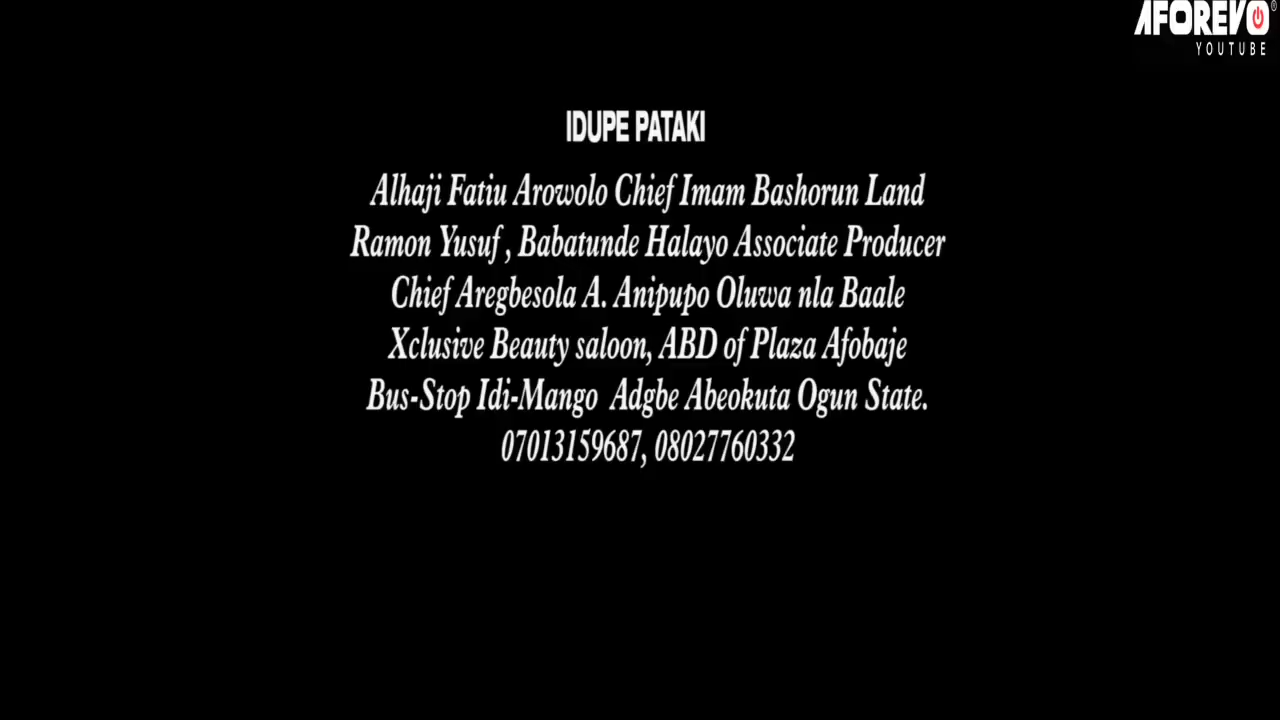 AFOREVO
YOUTUBE
IDUPE PATAKI
Alhaji Fatiu Arowolo Chief Imam Bashorun Land
Ramon Yusuf , Babatunde Halayo Associate Producer
Chief Aregbesola A. Anipupo Oluwa nla Baale
Xclusive Beauty saloon, ABD of Plaza Afobaje
Bus-Stop Idi-Mango Adgbe Abeokuta Ogun State.
07013159687, 08027760332